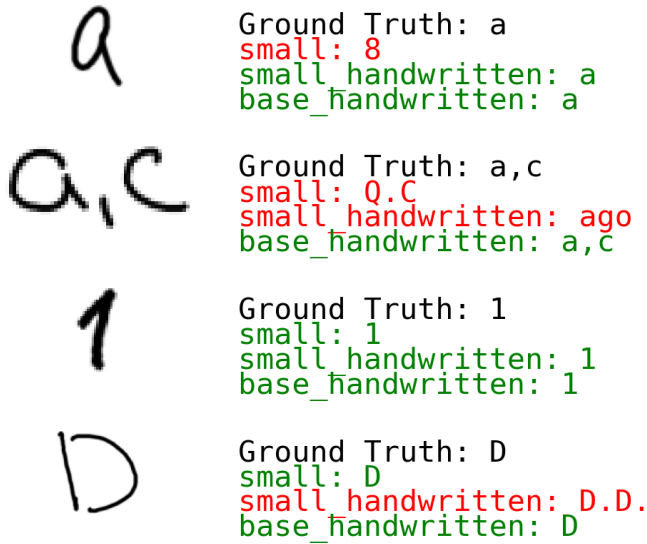 a
Ground Truth: a
small: 8
small_handwritten: a
base_handwritten: a
a,c
Ground Truth: a,c
small: Q.C
small_handwritten: ago
base_handwritten: a,c
1
Ground Truth: 1
small: 1
small_handwritten: 1
base_handwritten: 1
D
Ground Truth: D
small: D
small_handwritten: D.D.
base_handwritten: D